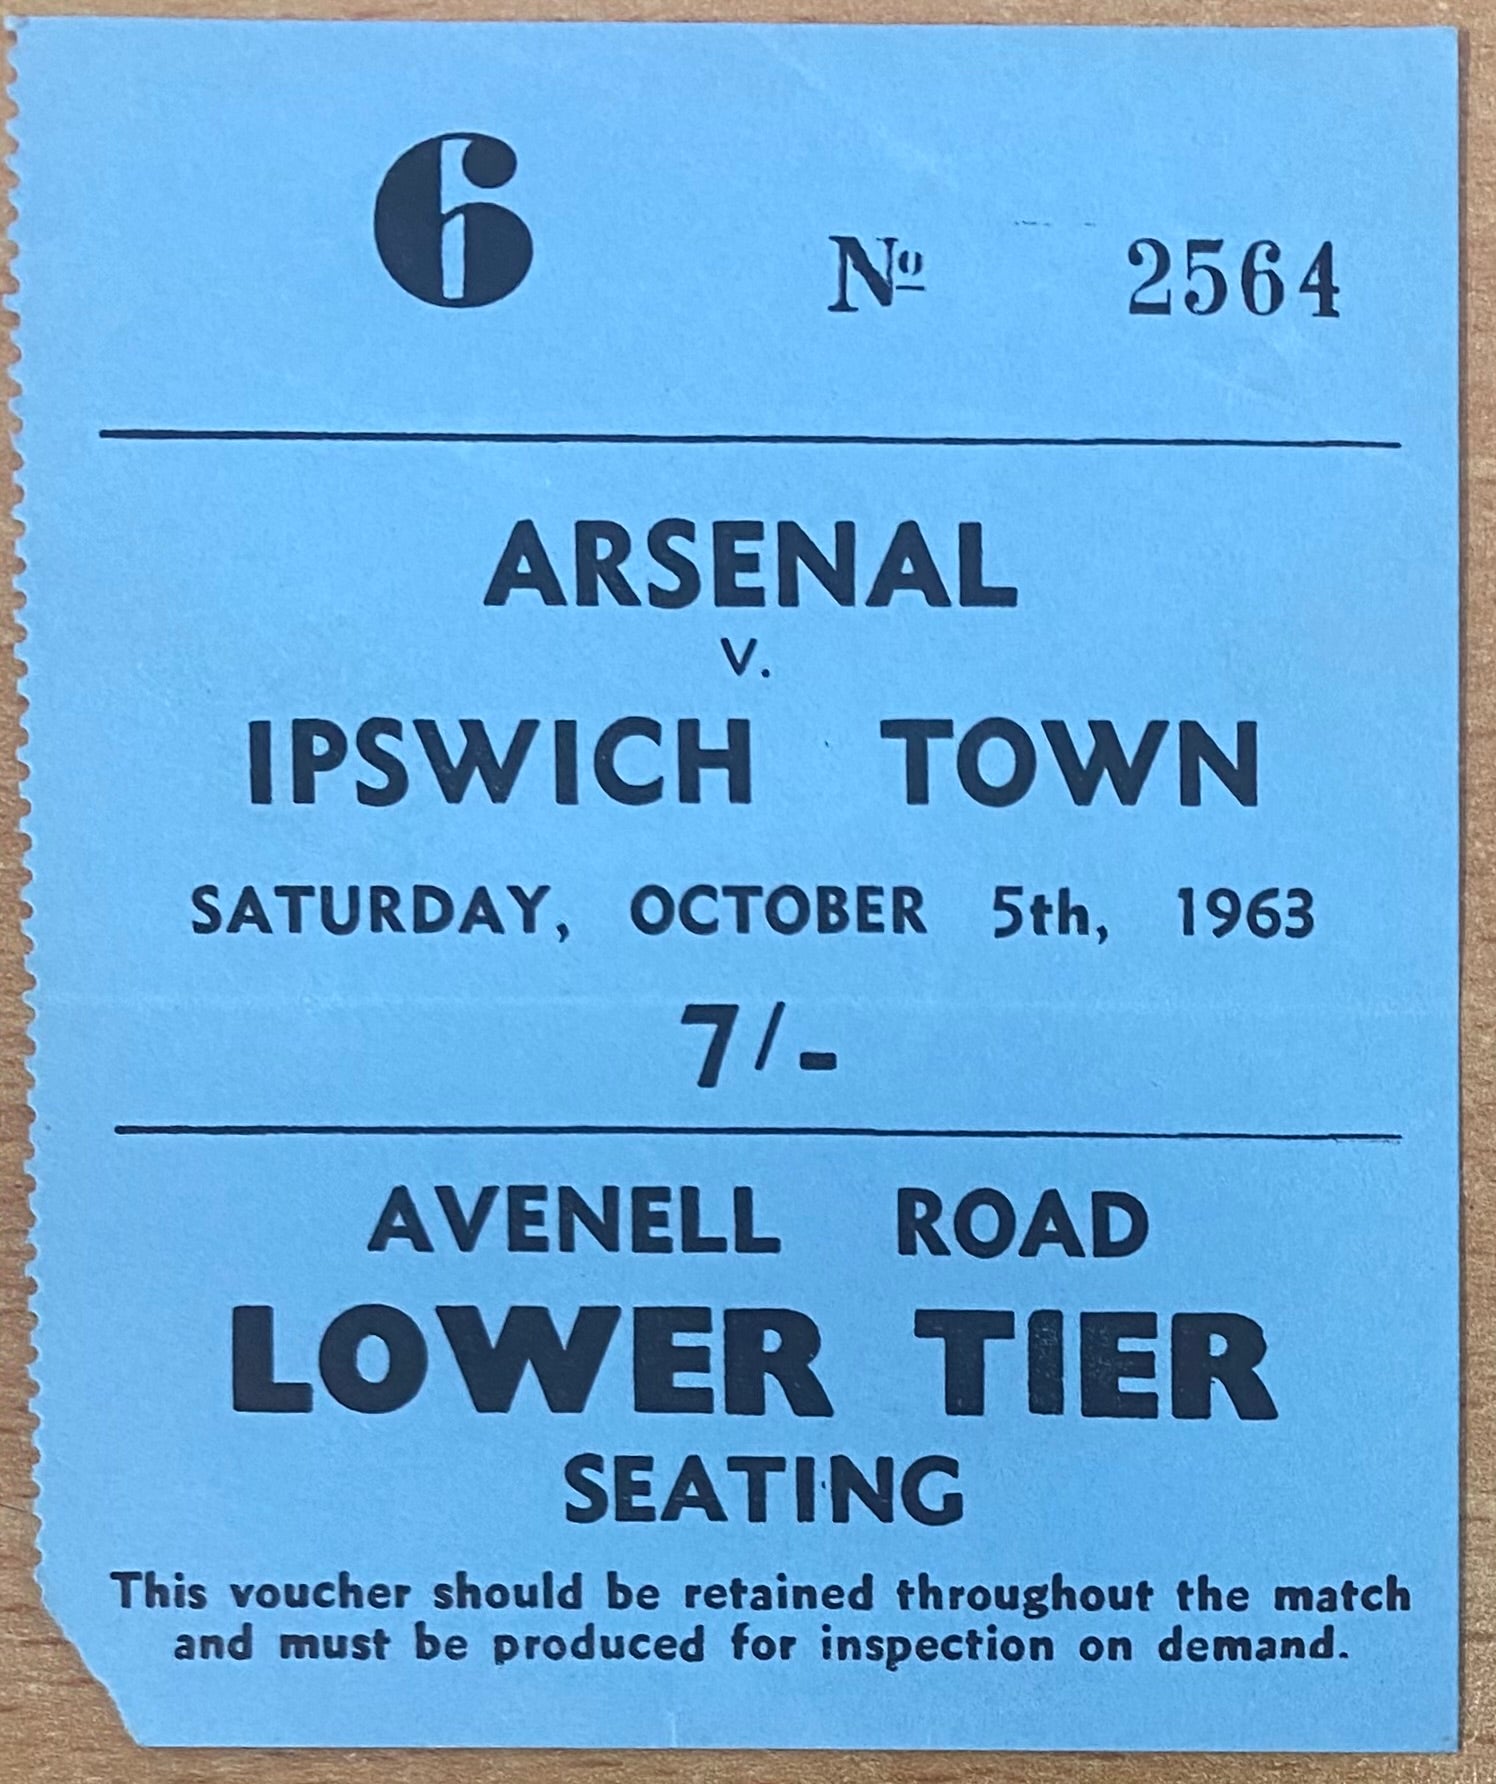 6
Nº 2564
ARSENAL
v.
IPSWICH TOWN
SATURDAY, OCTOBER 5th, 1963
7/-
AVENELL ROAD
LOWER TIER
SEATING
This voucher should be retained throughout the match
and must be produced for inspection on demand.